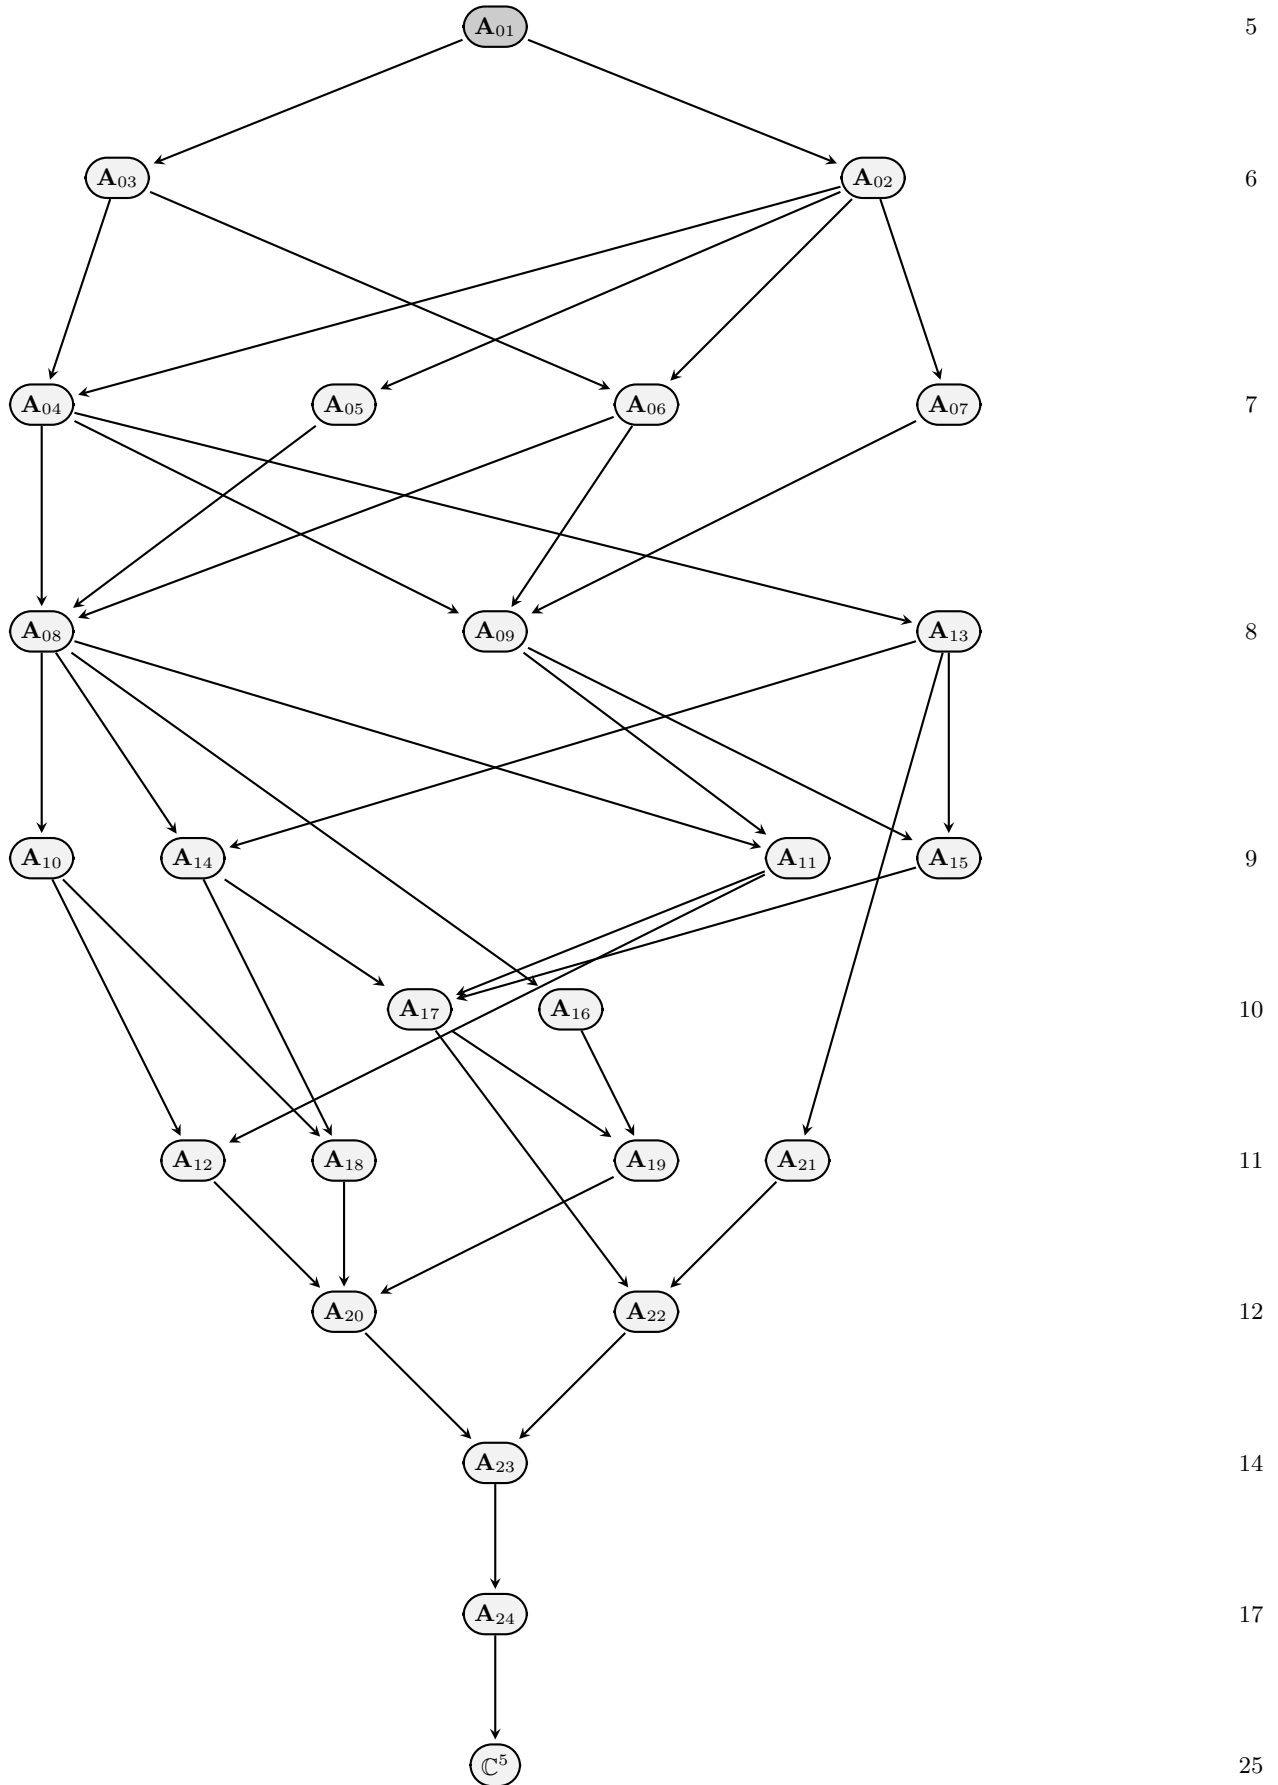 A₀₁ 5
A₀₃ A₀₂ 6
A₀₄ A₀₅ A₀₆ A₀₇ 7
A₀₈ A₀₉ A₁₃ 8
A₁₀ A₁₄ A₁₁ A₁₅ 9
A₁₇ A₁₆ 10
A₁₂ A₁₈ A₁₉ A₂₁ 11
A₂₀ A₂₂ 12
A₂₃ 14
A₂₄ 17
ℂ⁵ 25